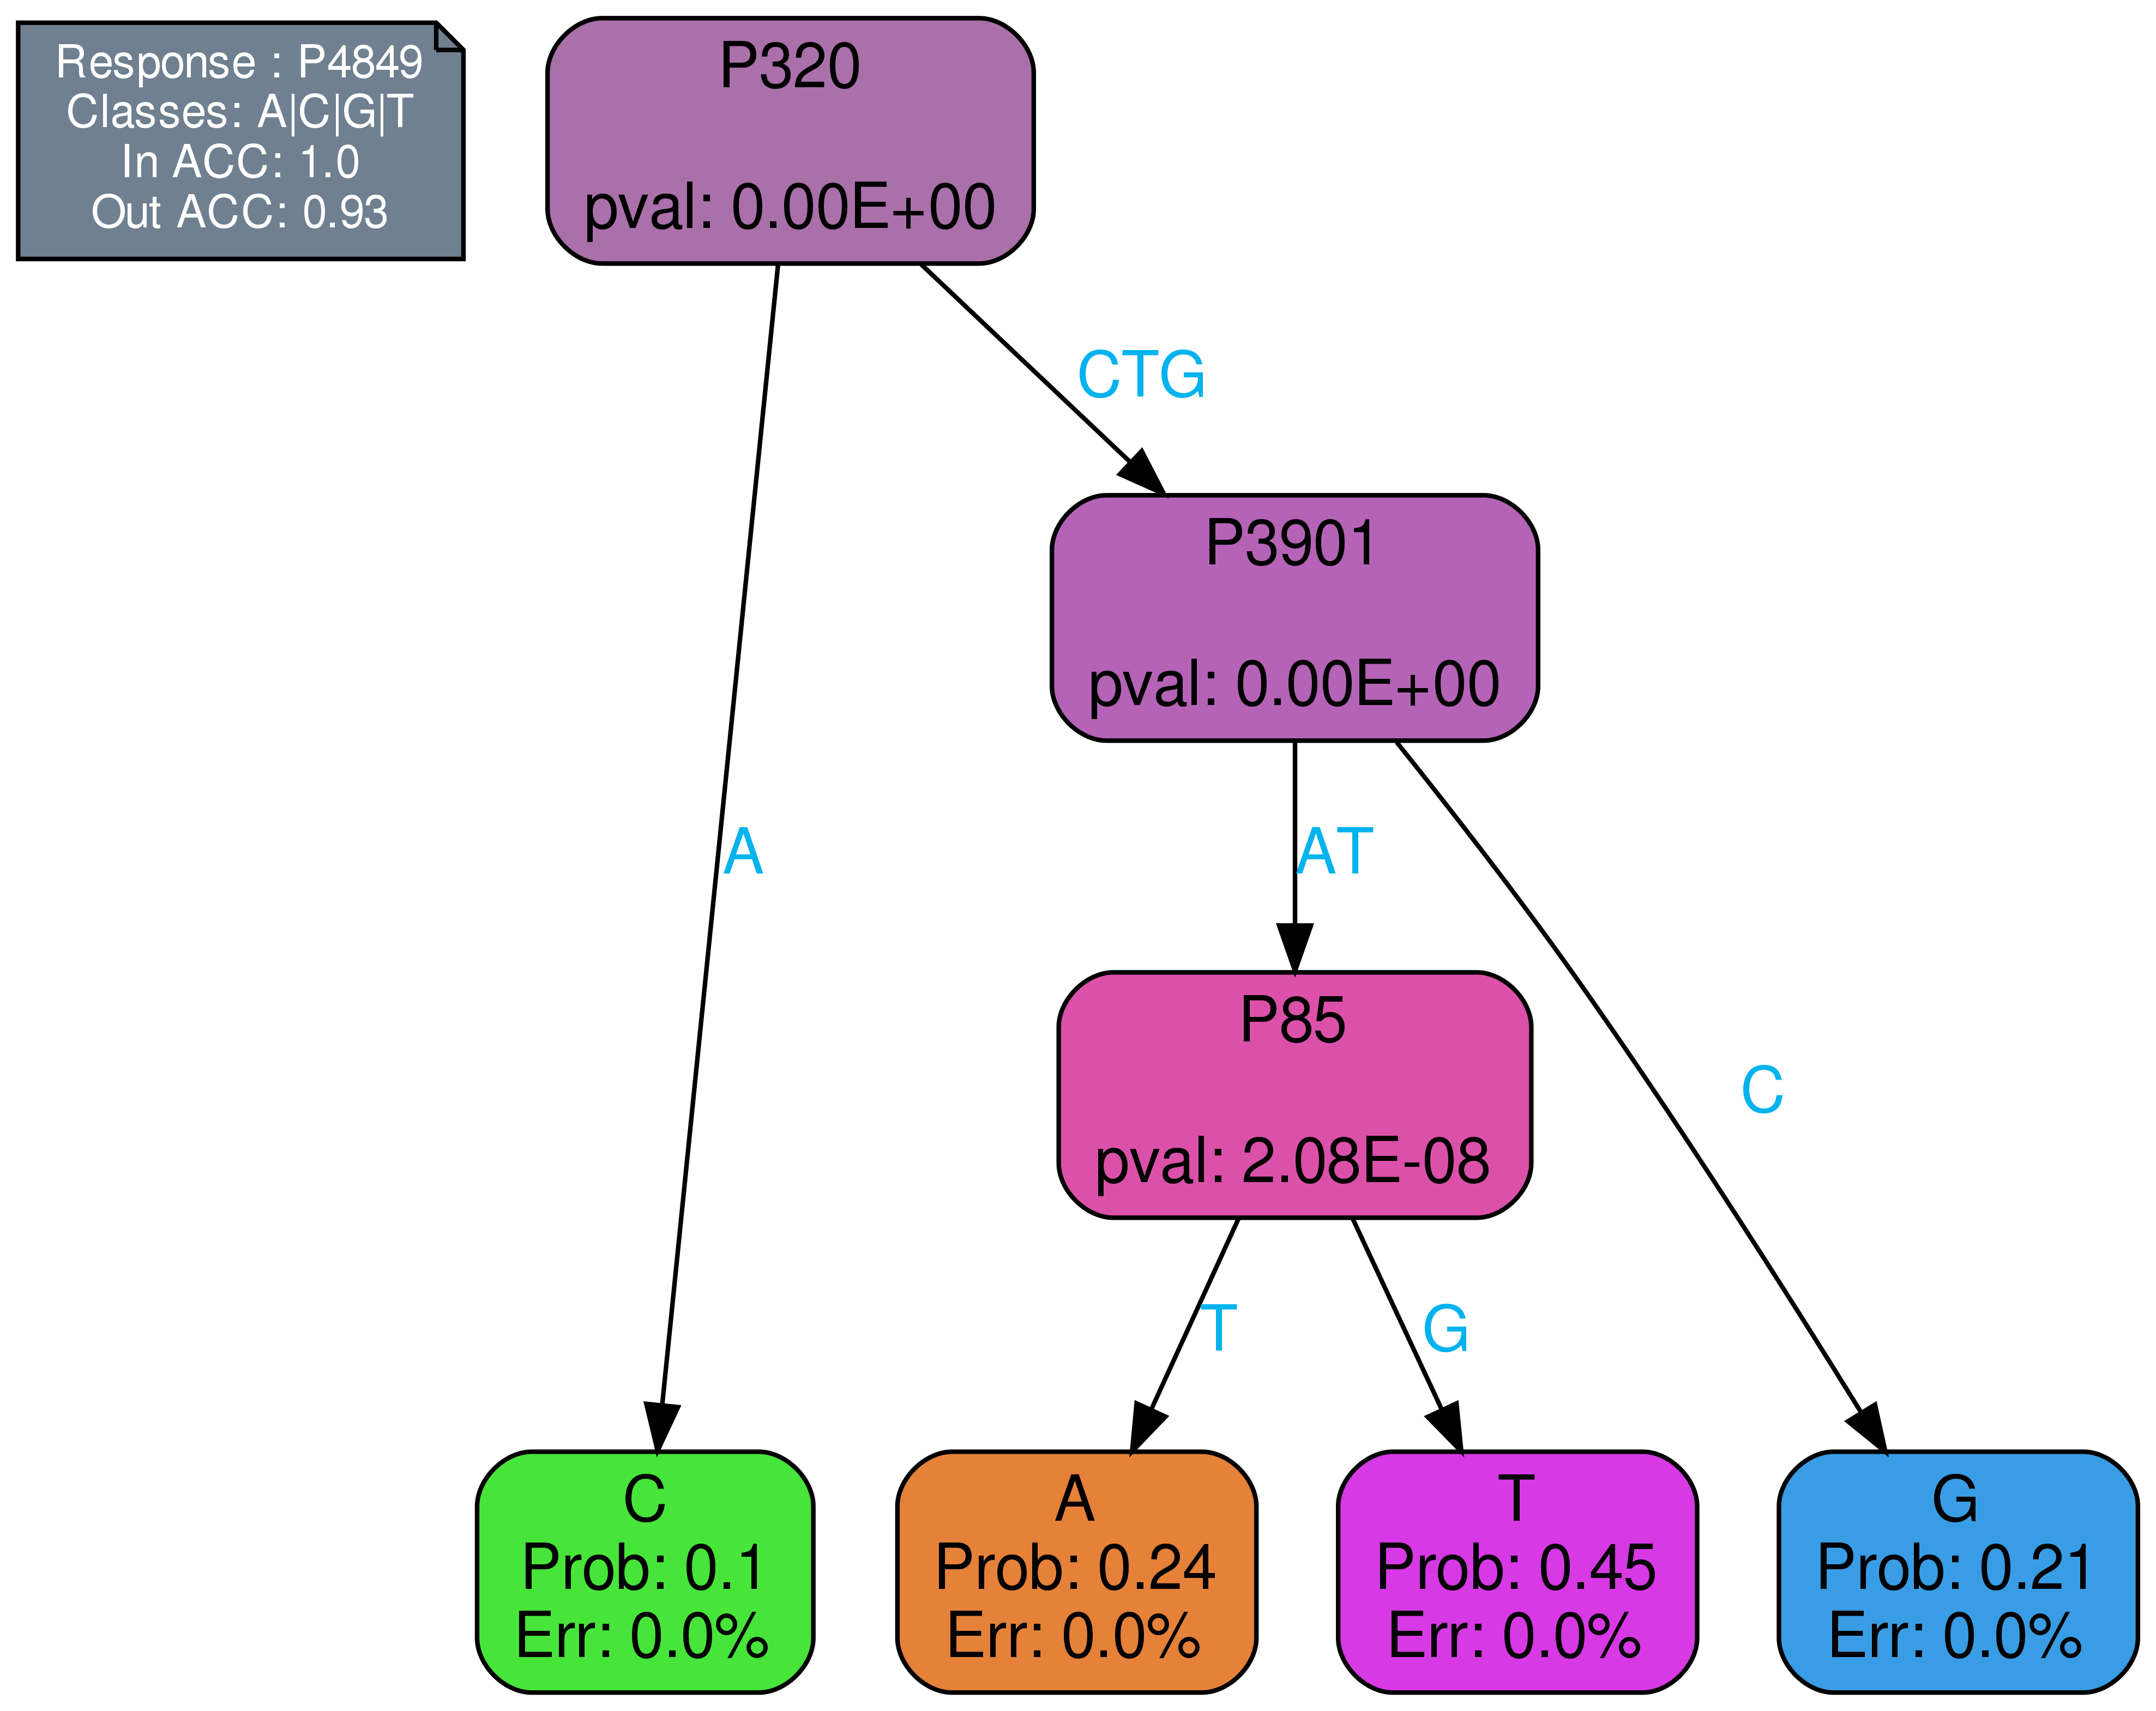 Response : P4849
Classes: A|C|G|T
In ACC: 1.0
Out ACC: 0.93
P320
pval: 0.00E+00
CTG
P3901
pval: 0.00E+00
A
AT
P85
pval: 2.08E-08
C
T
G
C
Prob: 0.1
Err: 0.0%
A
Prob: 0.24
Err: 0.0%
T
Prob: 0.45
Err: 0.0%
G
Prob: 0.21
Err: 0.0%